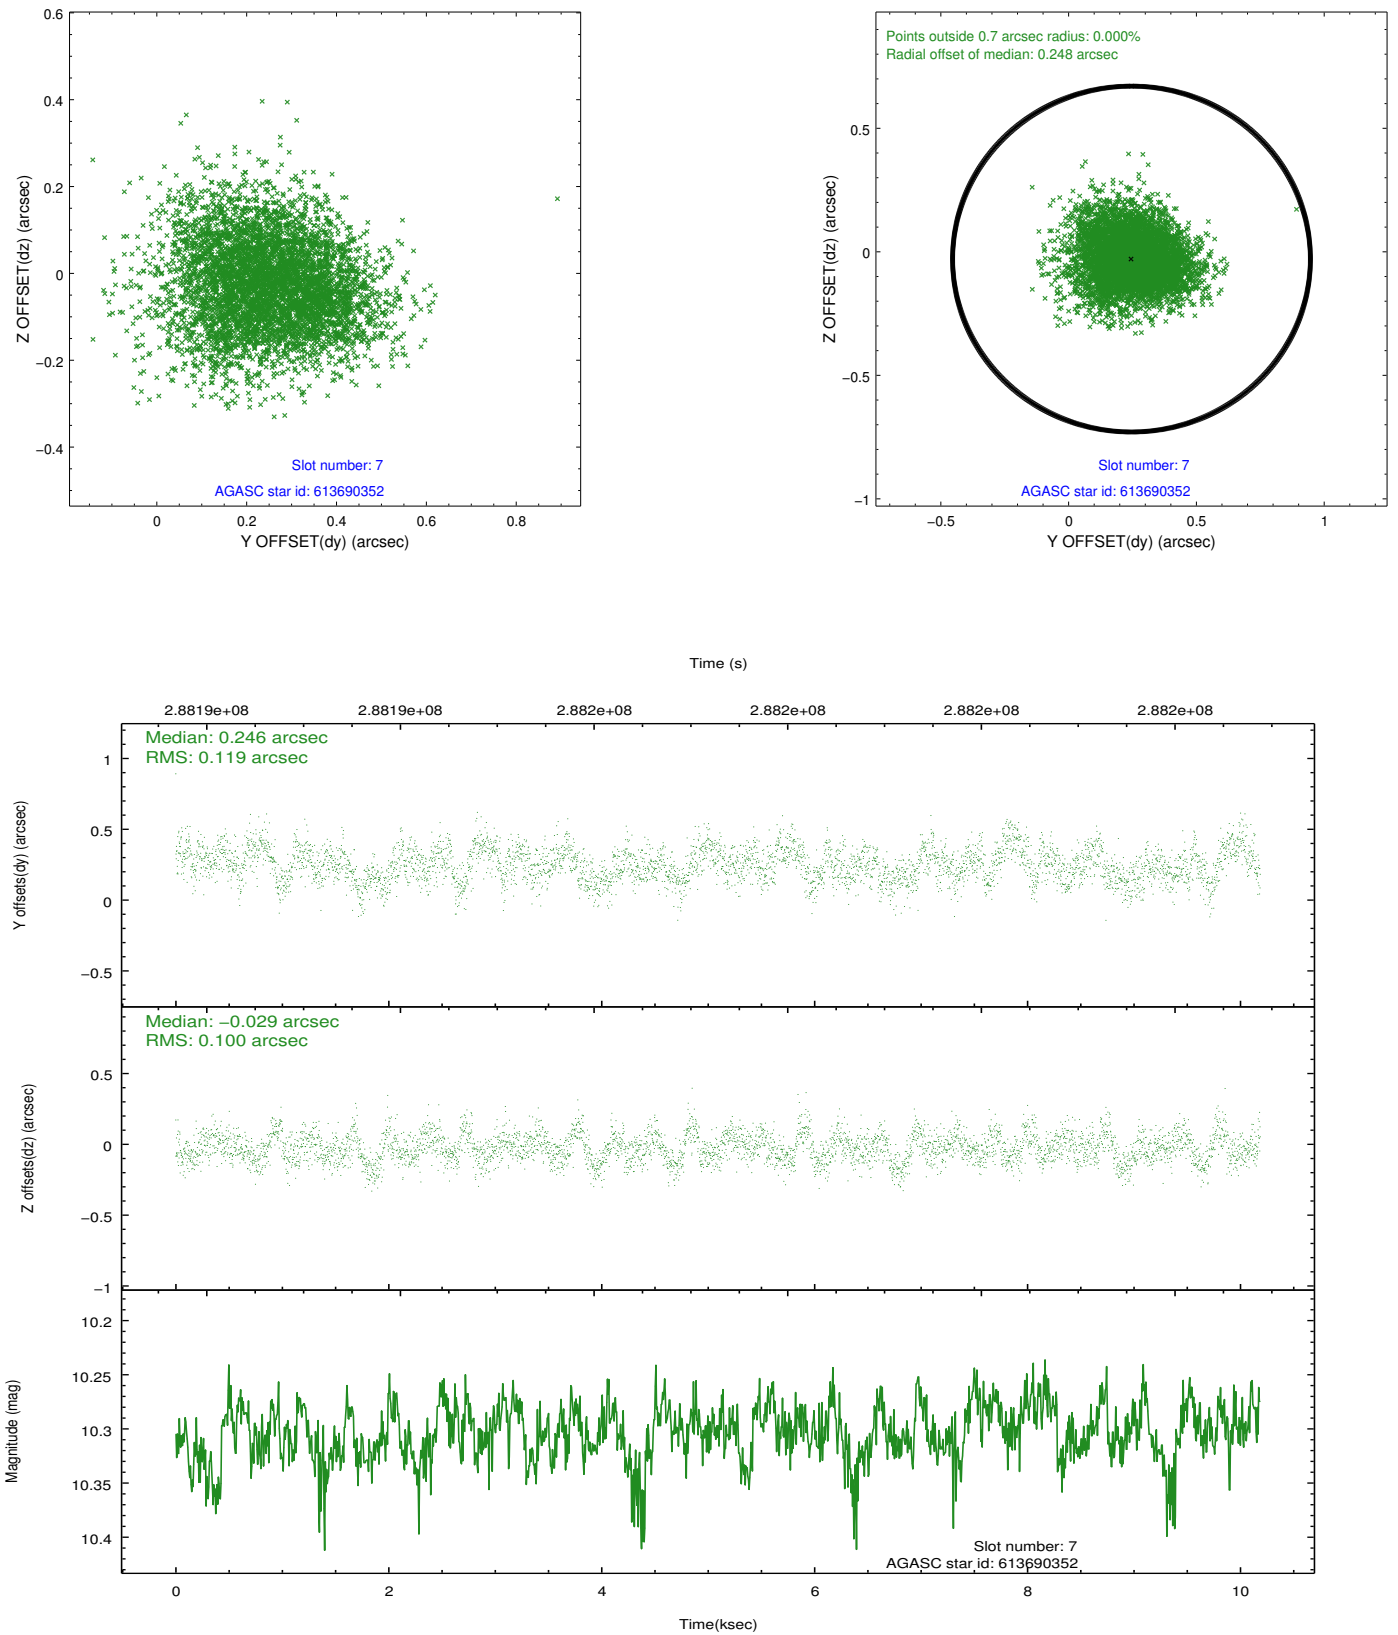 0.6
0.4
0.2
0
−0.2
−0.4
Z OFFSET(dz) (arcsec)
Slot number: 7
AGASC star id: 613690352
0 0.2 0.4 0.6 0.8
Y OFFSET(dy) (arcsec)
Points outside 0.7 arcsec radius: 0.000%
Radial offset of median: 0.248 arcsec
0.5
0
−0.5
−1
Z OFFSET(dz) (arcsec)
Slot number: 7
AGASC star id: 613690352
−0.5 0 0.5 1
Y OFFSET(dy) (arcsec)
Time (s)
2.8819e+08 2.8819e+08 2.882e+08 2.882e+08 2.882e+08 2.882e+08
Median: 0.246 arcsec
RMS: 0.119 arcsec
1
0.5
0
−0.5
Y offsets(dy) (arcsec)
Median: −0.029 arcsec
RMS: 0.100 arcsec
0.5
0
−0.5
−1
Z offsets(dz) (arcsec)
10.2
10.25
10.3
10.35
10.4
Magnitude (mag)
Slot number: 7
AGASC star id: 613690352
0 2 4 6 8 10
Time(ksec)